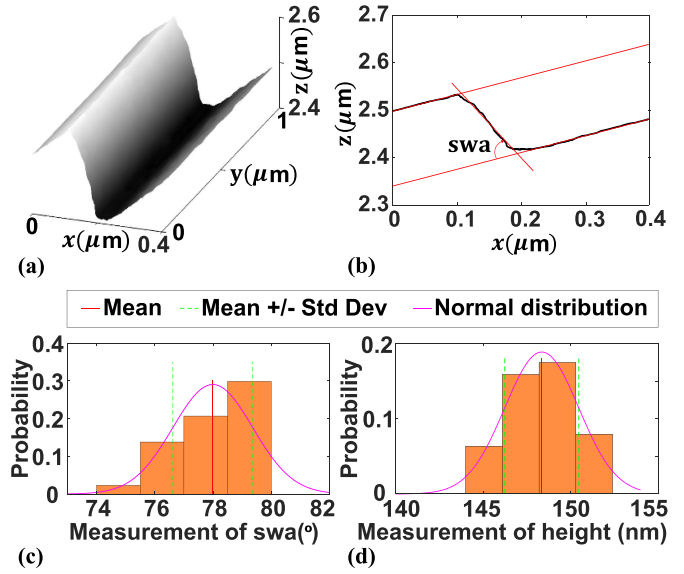 2.6
z(μm)
2.4
1
y(μm)
0
0
x(μm)
0.4
(a)
2.7
2.6
2.5
2.4
2.3
z(μm)
swa
0
0.1
0.2
0.3
0.4
x(μm)
(b)
Mean
Mean +/- Std Dev
Normal distribution
0.4
0.3
0.2
0.1
0
Probability
74
76
78
80
82
Measurement of swa(º)
(c)
0.2
0.1
0
Probability
140
145
150
155
Measurement of height (nm)
(d)